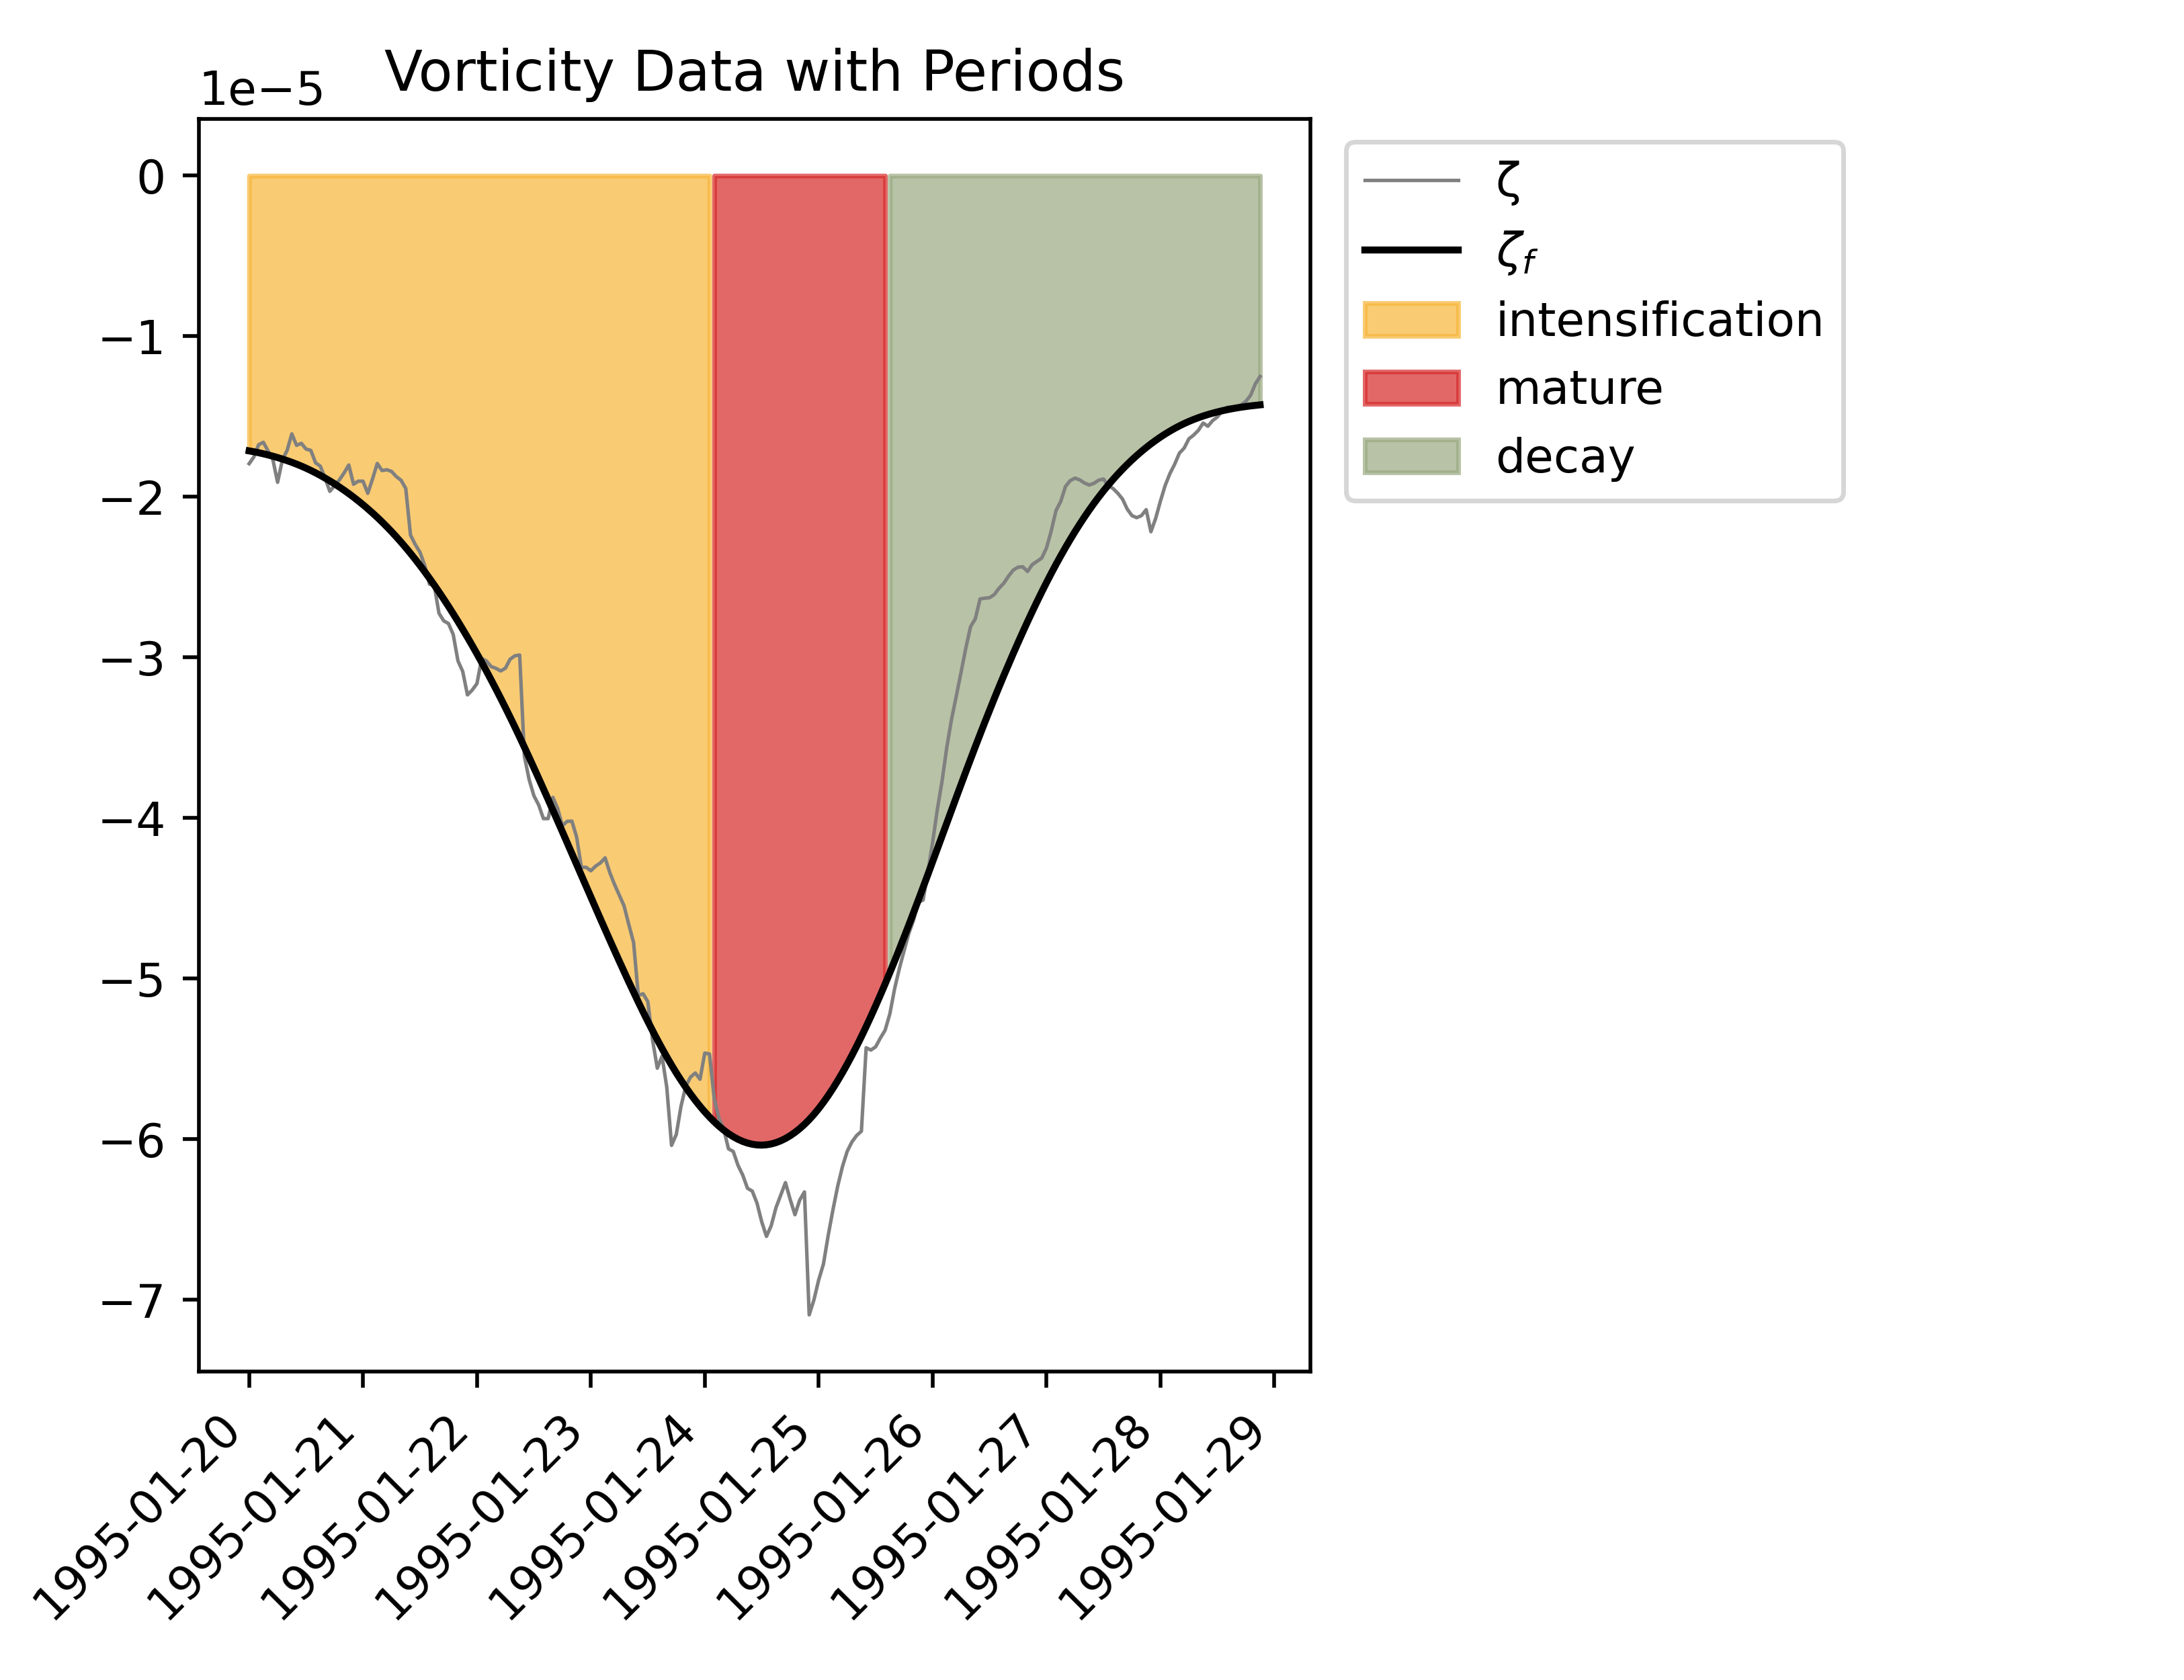 Vorticity Data with Periods
1e−5
0
−1
−2
−3
−4
−5
−6
−7
1995-01-20
1995-01-21
1995-01-22
1995-01-23
1995-01-24
1995-01-25
1995-01-26
1995-01-27
1995-01-28
1995-01-29
ζ
ζf
intensification
mature
decay